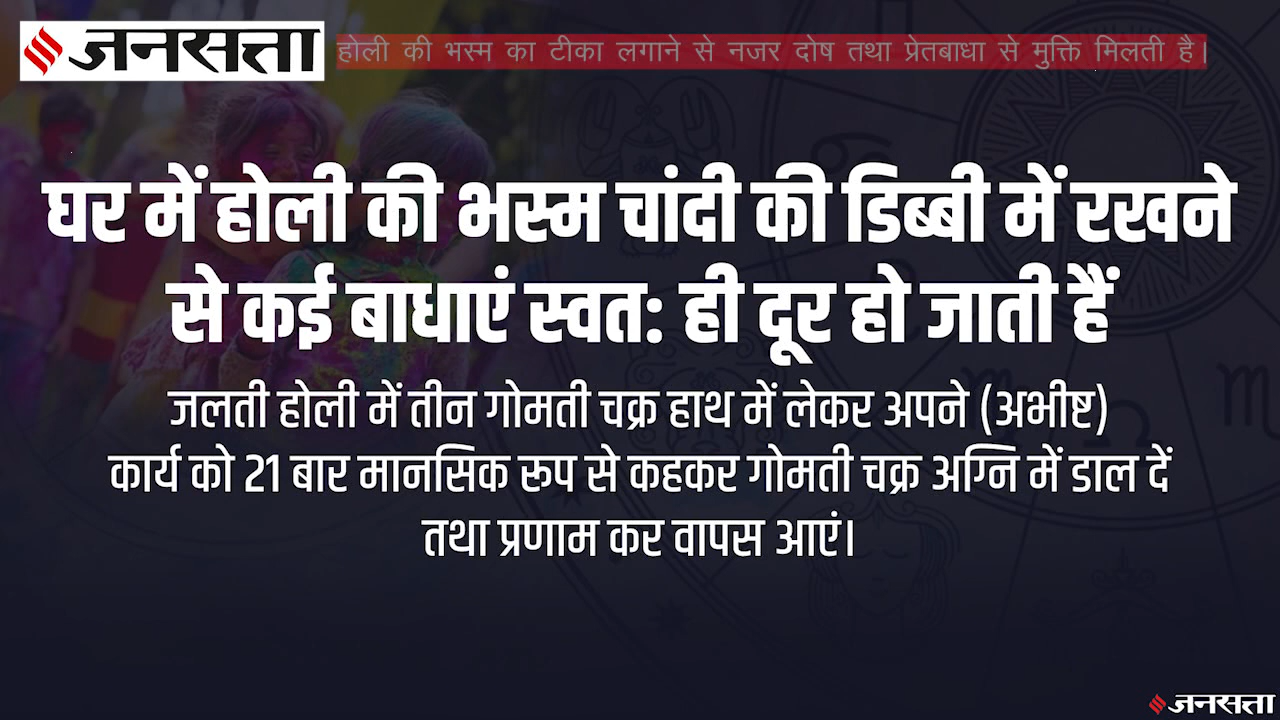 जनसत्ता
होली की भस्म का टीका लगाने से नजर दोष तथा प्रेतबाधा से मुक्ति मिलती है।
घर में होली की भस्म चांदी की डिब्बी में रखने
से कई बाधाएं स्वत: ही दूर हो जाती हैं
जलती होली में तीन गोमती चक्र हाथ में लेकर अपने (अभीष्ट)
कार्य को 21 बार मानसिक रूप से कहकर गोमती चक्र अग्नि में डाल दें
तथा प्रणाम कर वापस आएं।
जनसत्ता